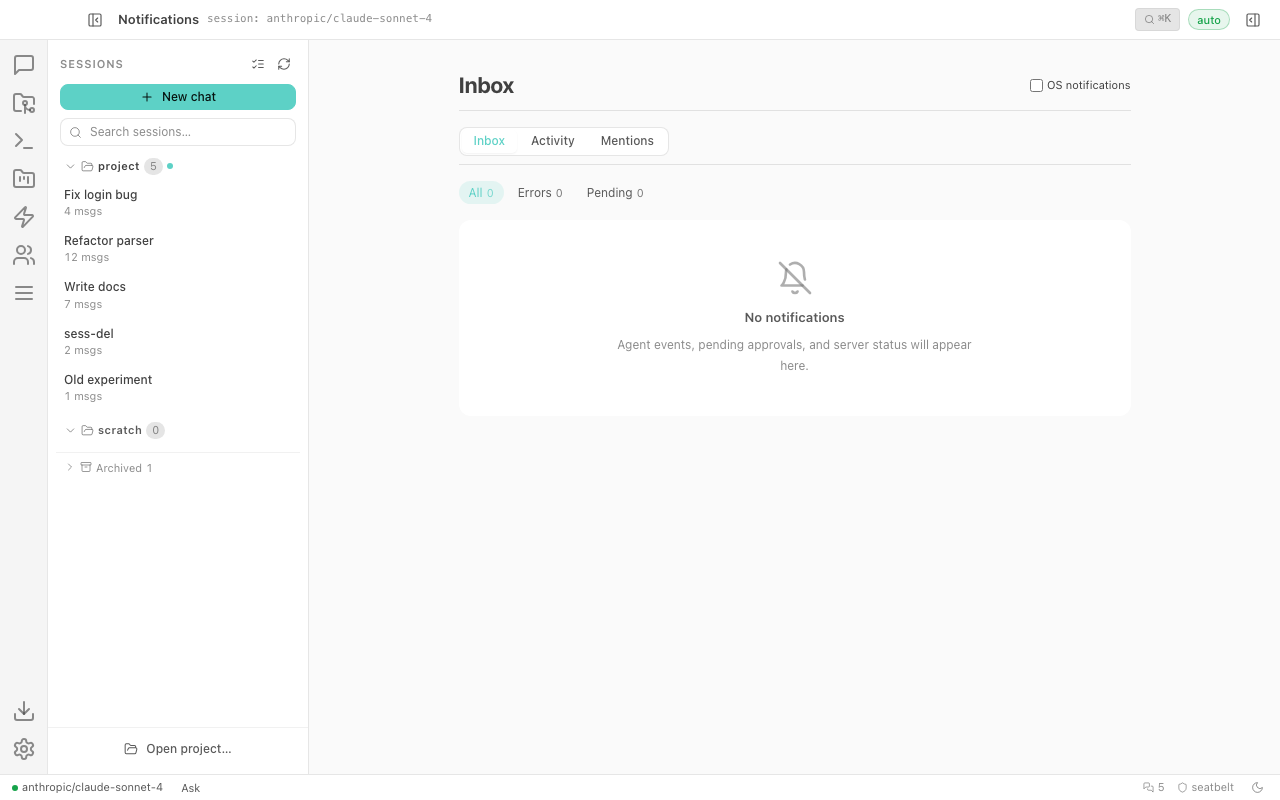 Notifications session: anthropic/claude-sonnet-4
⌘K
auto
SESSIONS
New chat
Search sessions...
project 5
Fix login bug
4 msgs
Refactor parser
12 msgs
Write docs
7 msgs
sess-del
2 msgs
Old experiment
1 msgs
scratch 0
Archived 1
Open project...
Inbox
OS notifications
Inbox Activity Mentions
All 0 Errors 0 Pending 0
No notifications
Agent events, pending approvals, and server status will appear
here.
anthropic/claude-sonnet-4 Ask
5 seatbelt